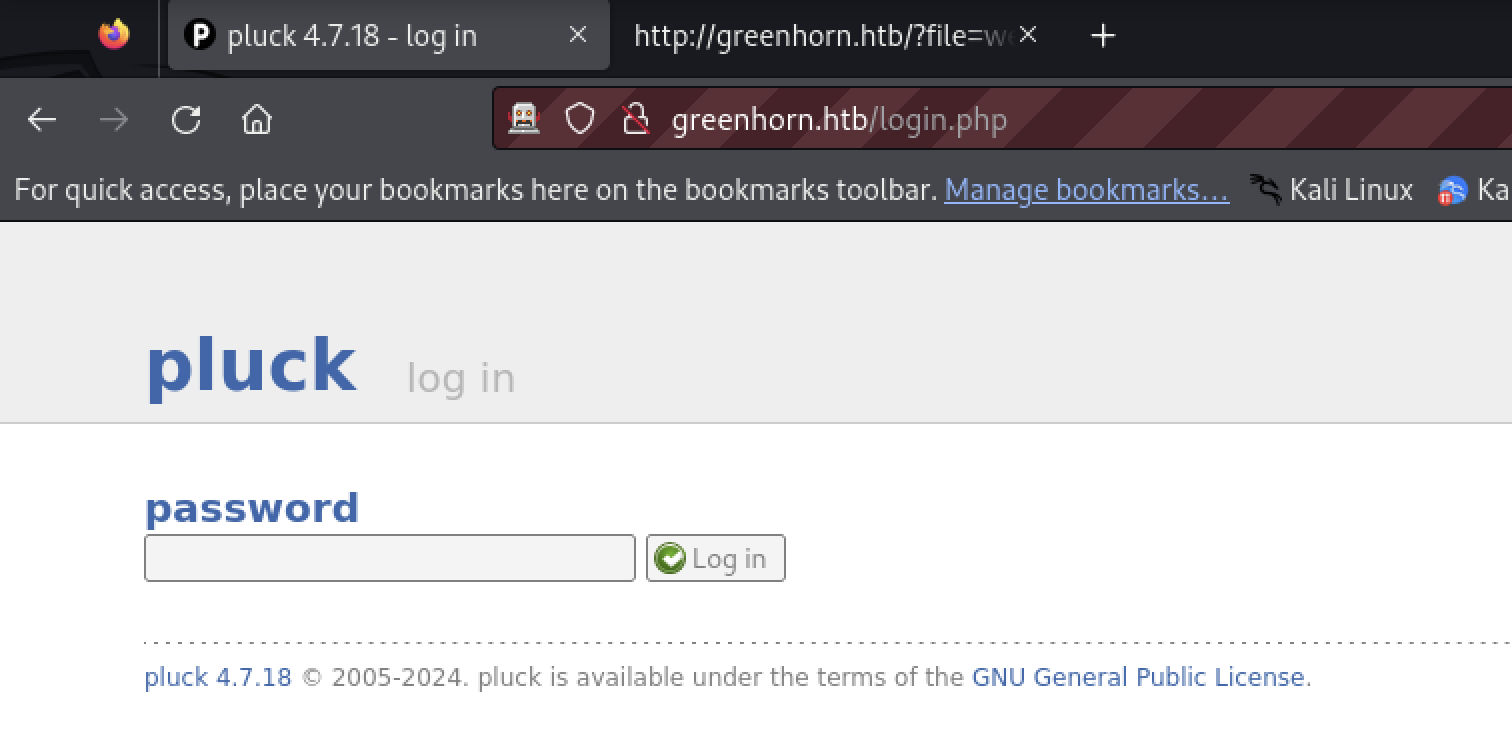 pluck 4.7.18 - log in
http://greenhorn.htb/?file=we
greenhorn.htb/login.php
For quick access, place your bookmarks here on the bookmarks toolbar. Manage bookmarks... Kali Linux Ka
pluck log in
password
Log in
pluck 4.7.18 © 2005-2024. pluck is available under the terms of the GNU General Public License.